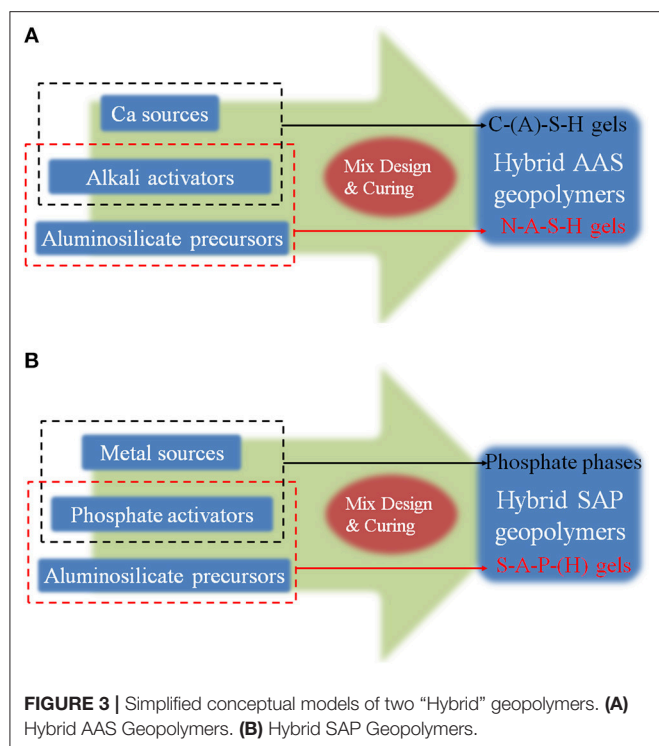 A
Ca sources
Alkali activators
Aluminosilicate precursors
Mix Design
& Curing
C-(A)-S-H gels
Hybrid AAS
geopolymers
N-A-S-H gels
B
Metal sources
Phosphate activators
Aluminosilicate precursors
Mix Design
& Curing
Phosphate phases
Hybrid SAP
geopolymers
S-A-P-(H) gels
FIGURE 3 | Simplified conceptual models of two “Hybrid” geopolymers. (A)
Hybrid AAS Geopolymers. (B) Hybrid SAP Geopolymers.